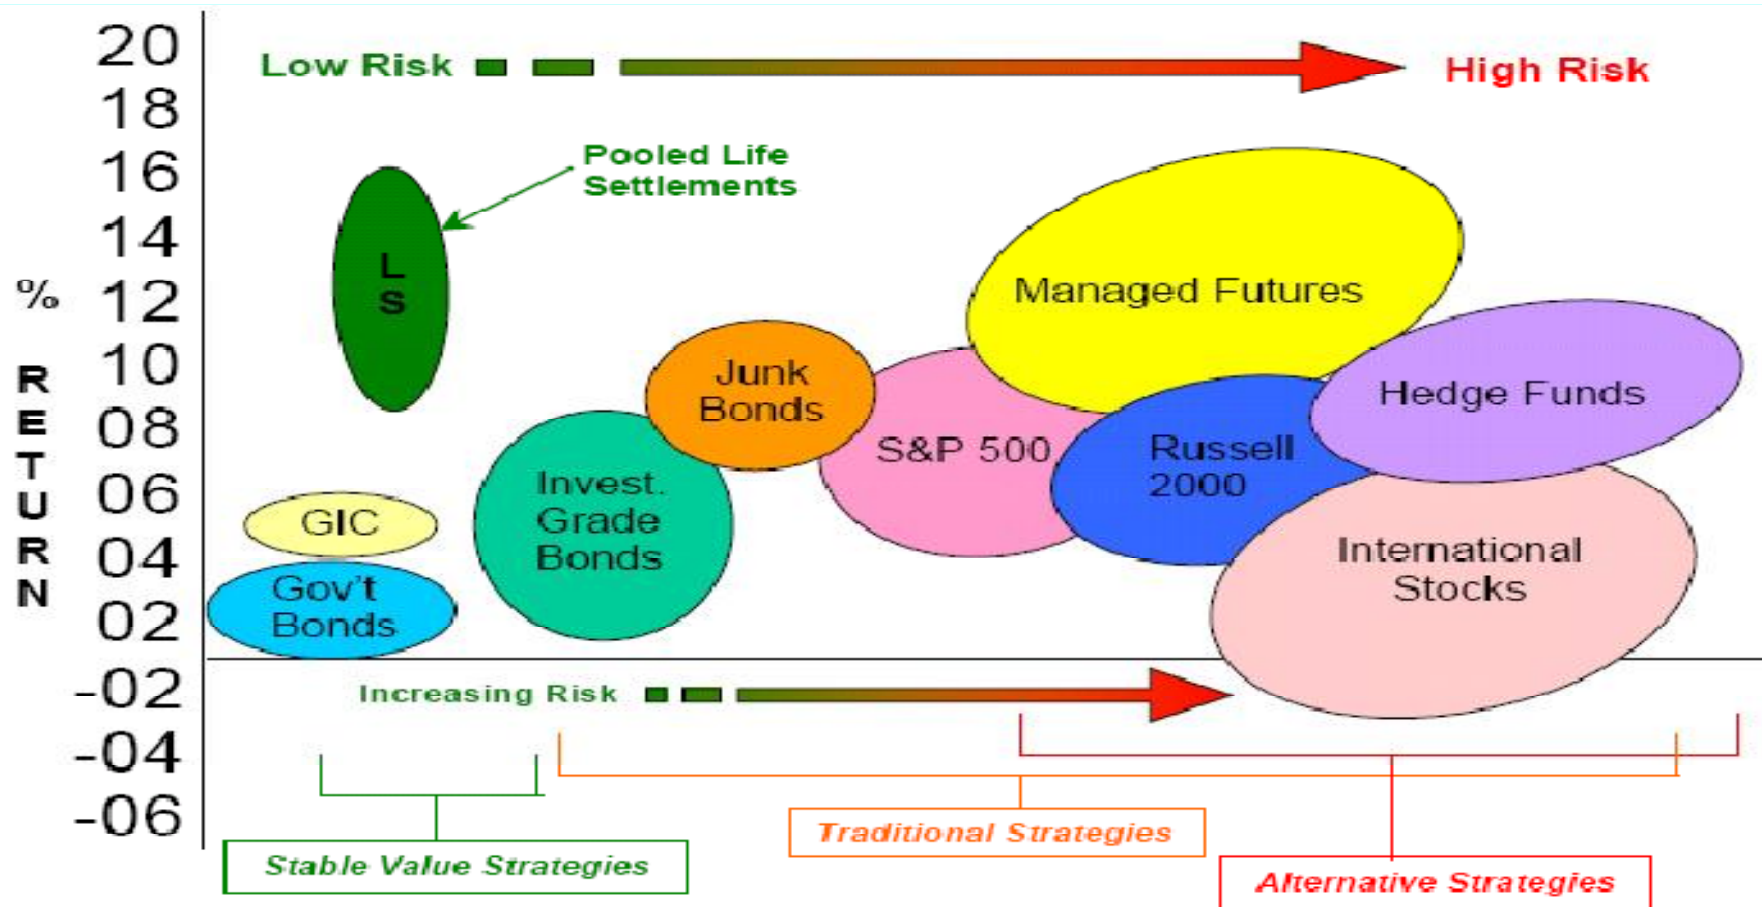 20
18
16
14
12
10
08
06
04
02
-02
-04
-06
%
R
E
T
U
R
N
Low Risk
High Risk
Pooled Life
Settlements
L
S
Managed Futures
Junk
Bonds
Hedge Funds
S&P 500
Russell
2000
Invest.
Grade
Bonds
GIC
International
Stocks
Gov't
Bonds
Increasing Risk
Traditional Strategies
Stable Value Strategies
Alternative Strategies